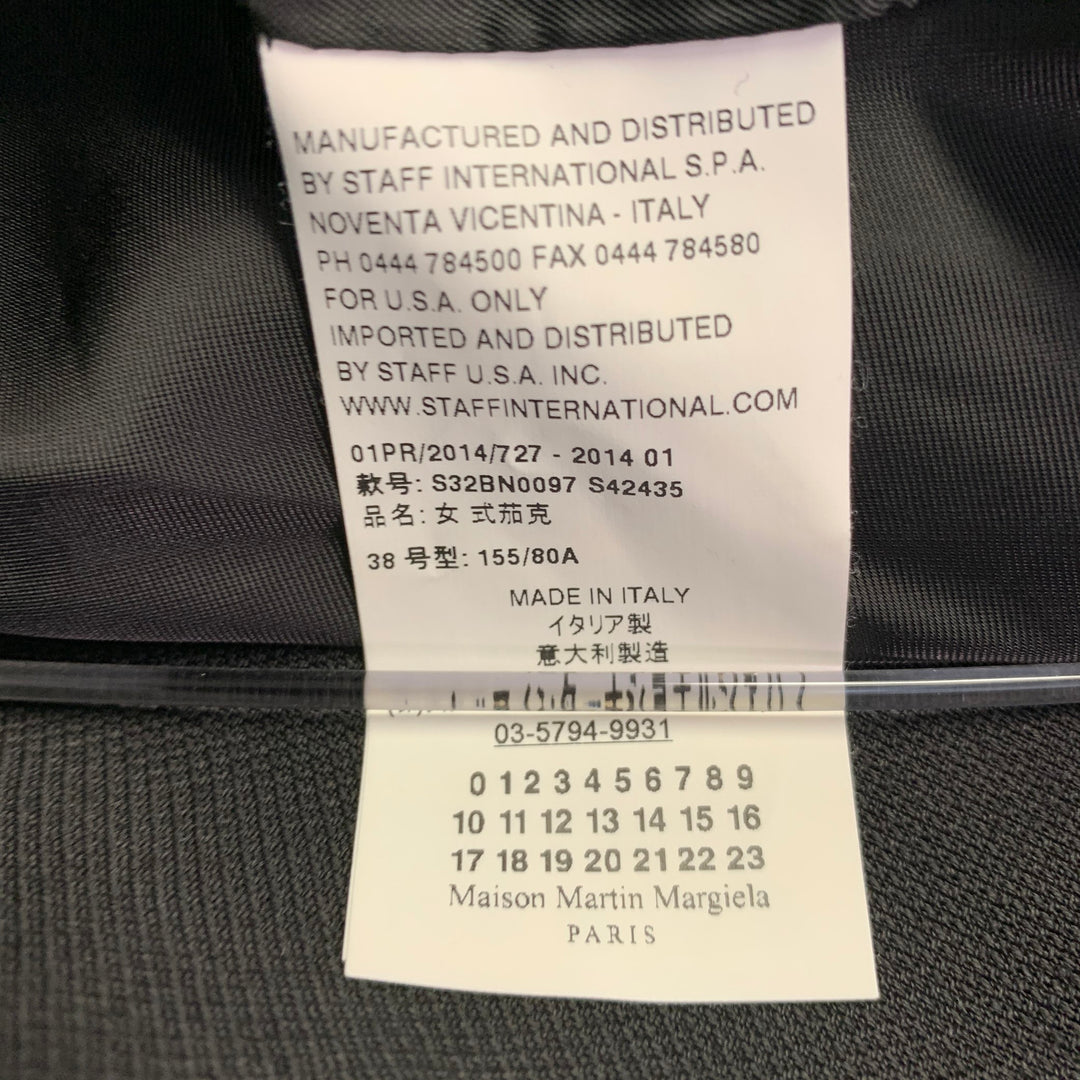 MANUFACTURED AND DISTRIBUTED
BY STAFF INTERNATIONAL S.P.A.
NOVENTA VICENTINA - ITALY
PH 0444 784500 FAX 0444 784580
FOR U.S.A. ONLY
IMPORTED AND DISTRIBUTED
BY STAFF U.S.A. INC.
WWW.STAFFINTERNATIONAL.COM
01PR/2014/727 - 2014 01
款号: S32BN0097 S42435
品名: 女 式茄克
38 号型: 155/80A
MADE IN ITALY
イタリア製
意大利製造
03-5794-9931
0 1 2 3 4 5 6 7 8 9
10 11 12 13 14 15 16
17 18 19 20 21 22 23
Maison Martin Margiela
PARIS